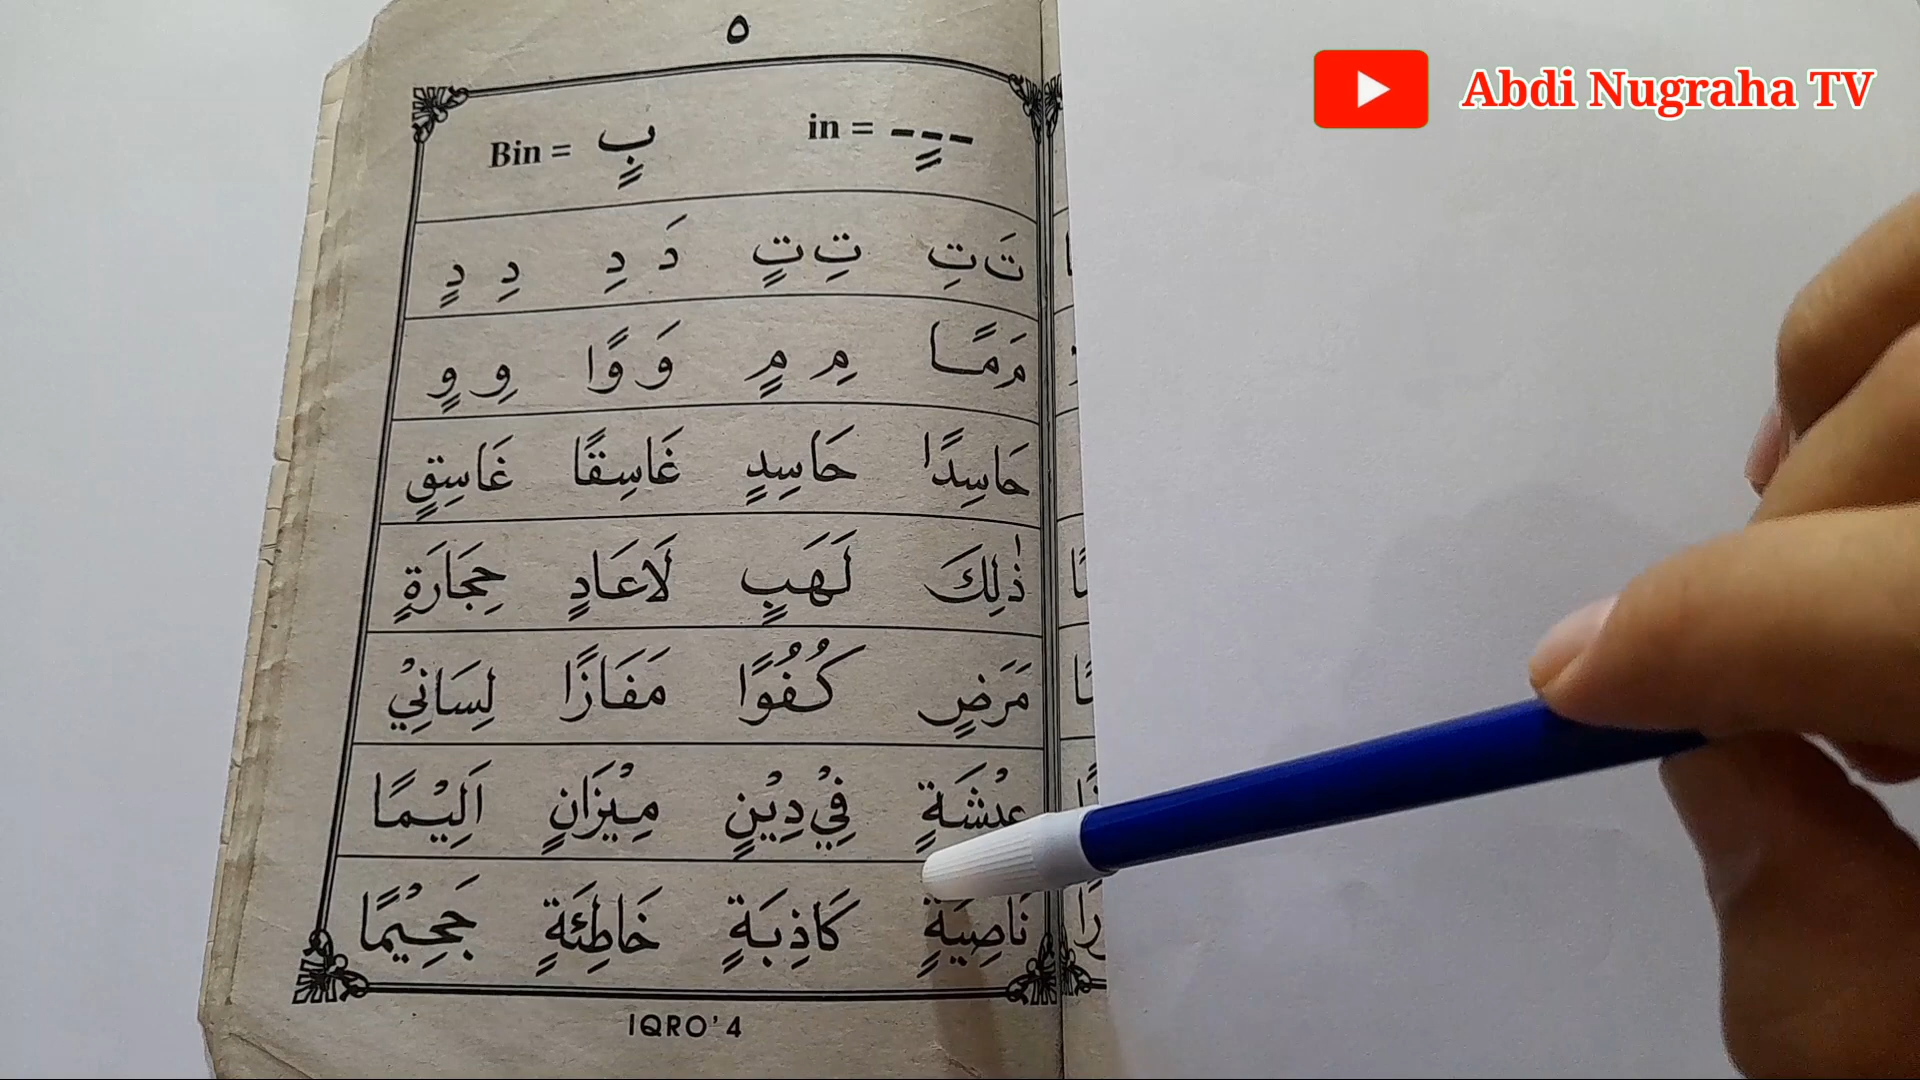 ٥
Abdi Nugraha TV
in = ـٍ Bin = بٍ
تَ تِ تِ تٍ دَ دِ دِ دٍ
مَ مًا مِ مٍ وَ وًا وِ وٍ
حَاسِدًا حَاسِدٍ غَاسِقًا غَاسِقٍ
ذٰلِكَ لَهَبٍ لَاعَادٍ حِجَارَةٍ
مَرَضٍ كُفُوًا مَفَازًا لِسَانِيْ
عِيْشَةٍ فِيْ دِيْنٍ مِيْزَانٍ اَلِيْمًا
نَاصِيَةٍ كَاذِبَةٍ خَاطِئَةٍ جَحِيْمًا
IQRO' 4